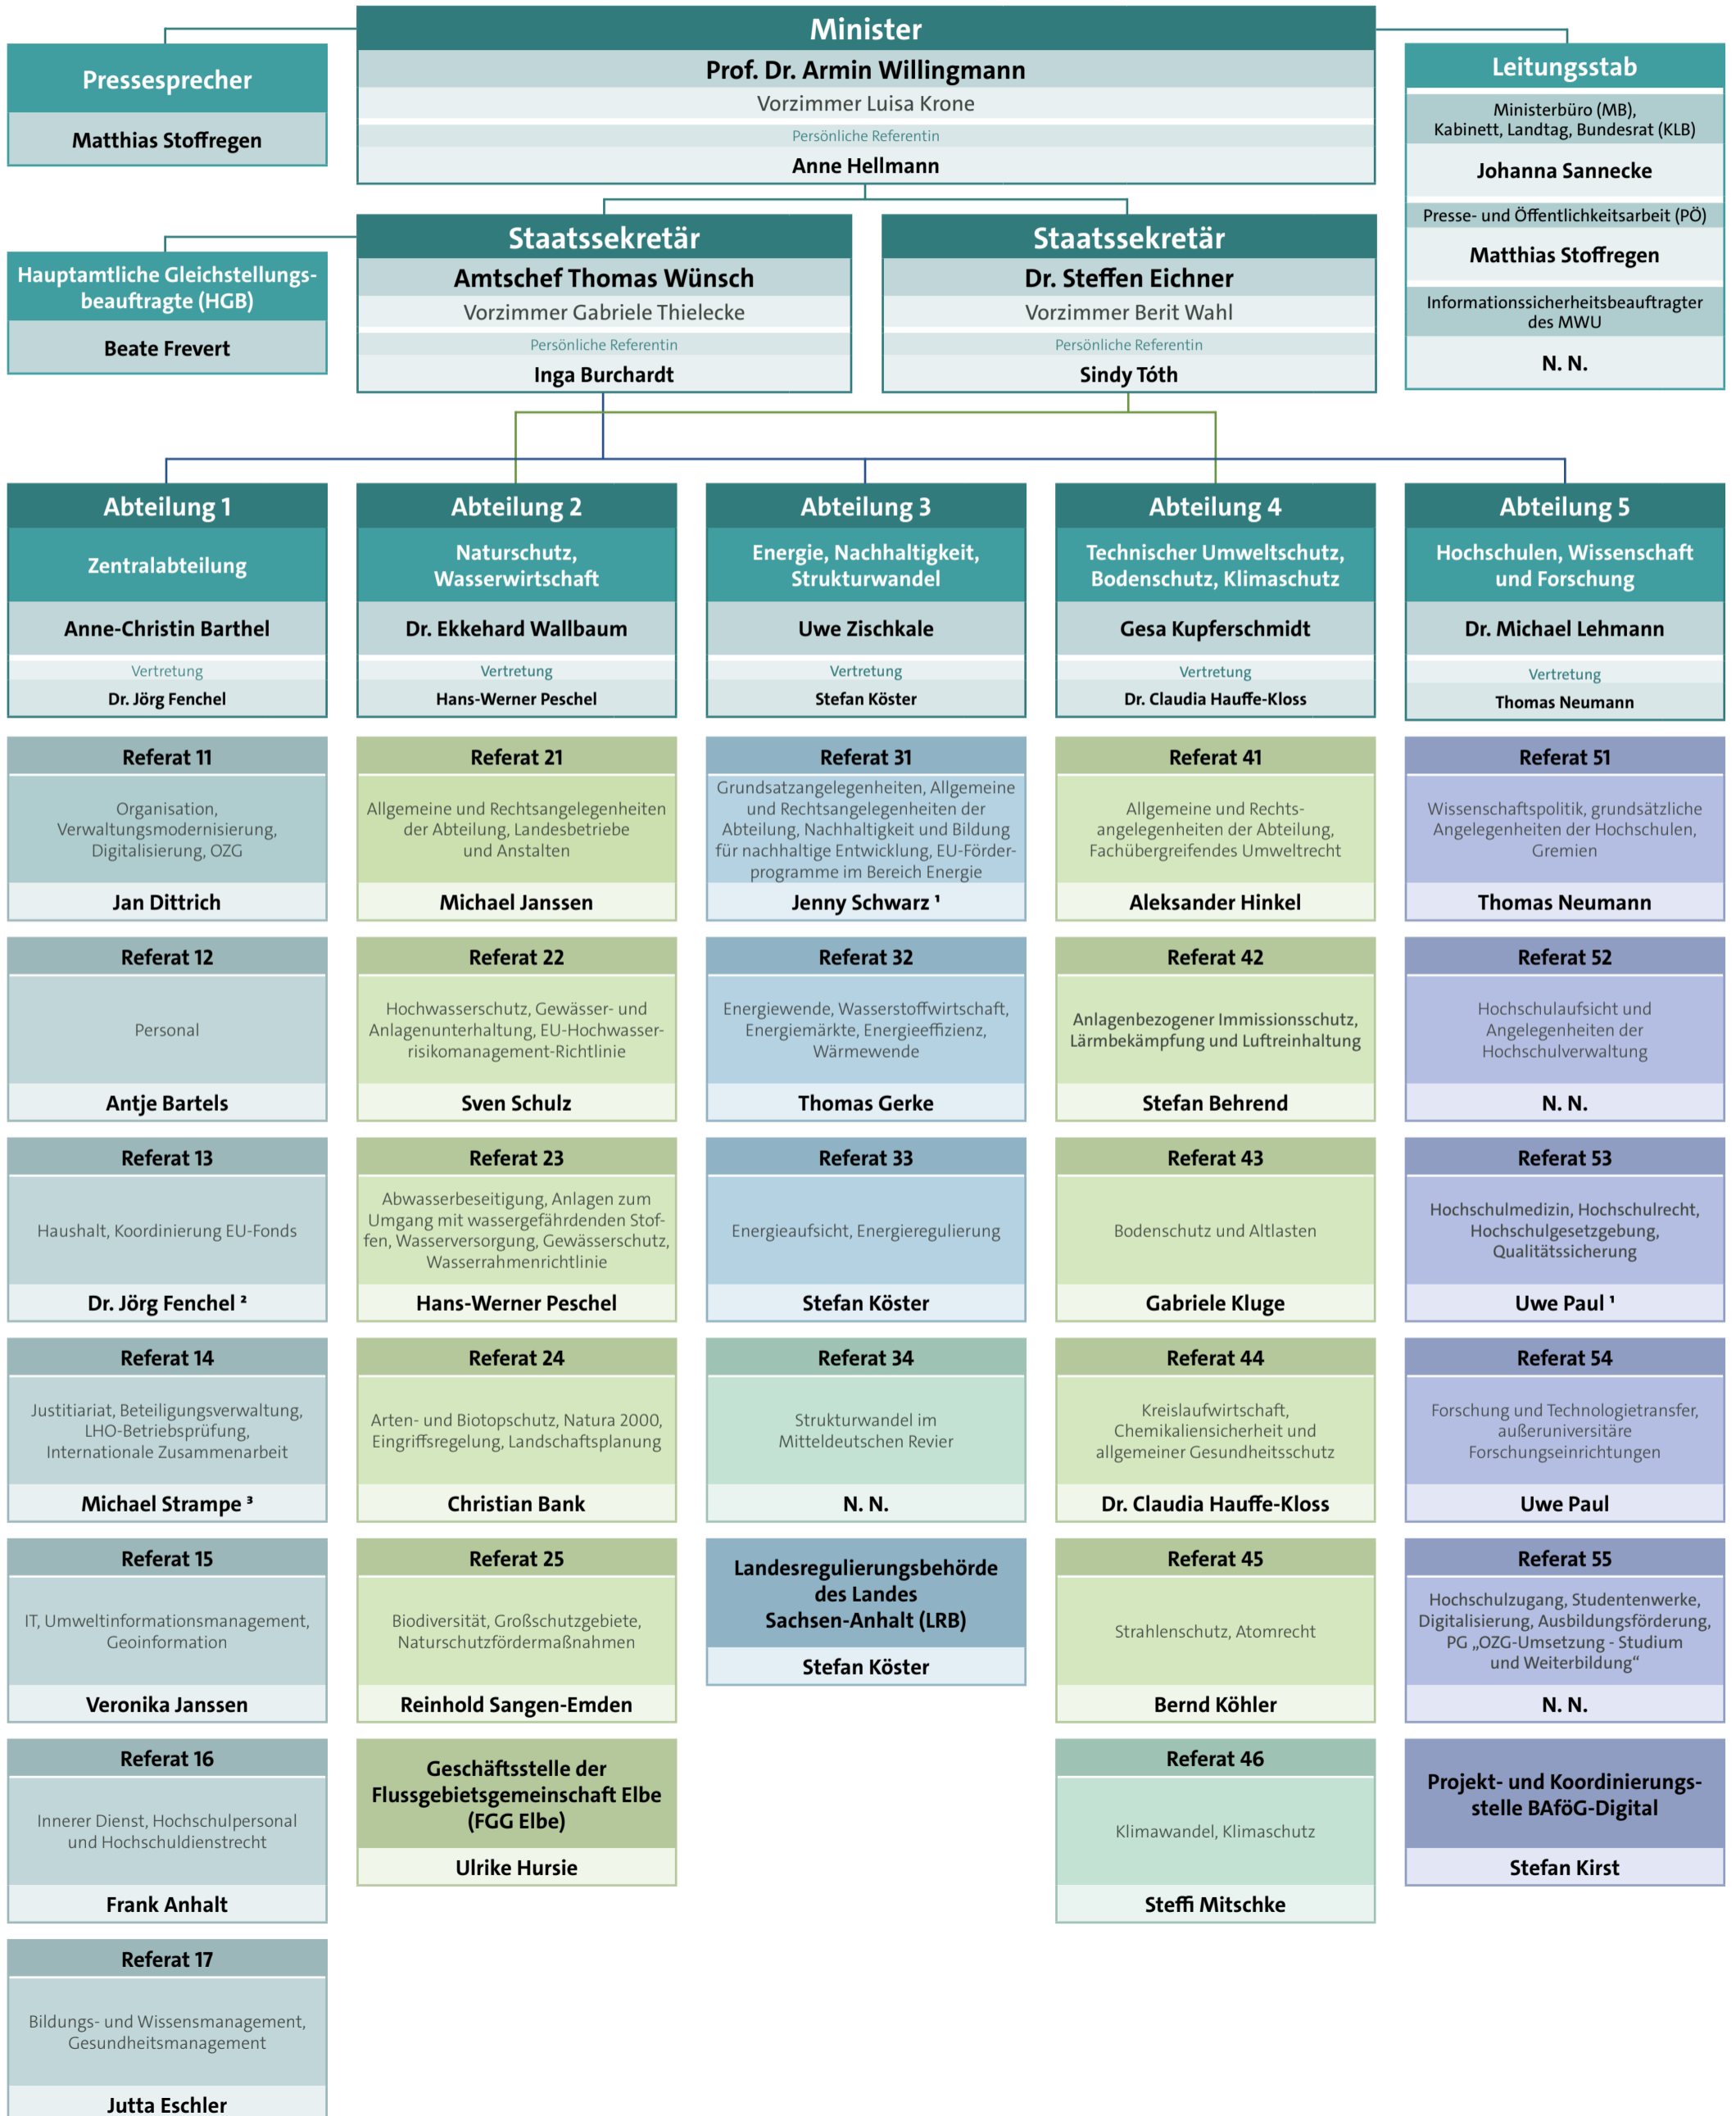 Minister
Prof. Dr. Armin Willingmann
Vorzimmer Luisa Krone
Persönliche Referentin
Anne Hellmann
Pressesprecher
Matthias Stoffregen
Leitungsstab
Ministerbüro (MB),
Kabinett, Landtag, Bundesrat (KLB)
Johanna Sannecke
Presse- und Öffentlichkeitsarbeit (PÖ)
Matthias Stoffregen
Informationssicherheitsbeauftragter
des MWU
N. N.
Hauptamtliche Gleichstellungs-
beauftragte (HGB)
Beate Frevert
Staatssekretär
Amtschef Thomas Wünsch
Vorzimmer Gabriele Thielecke
Persönliche Referentin
Inga Burchardt
Staatssekretär
Dr. Steffen Eichner
Vorzimmer Berit Wahl
Persönliche Referentin
Sindy Tóth
Abteilung 1
Zentralabteilung
Anne-Christin Barthel
Vertretung
Dr. Jörg Fenchel
Referat 11
Organisation,
Verwaltungsmodernisierung,
Digitalisierung, OZG
Jan Dittrich
Referat 12
Personal
Antje Bartels
Referat 13
Haushalt, Koordinierung EU-Fonds
Dr. Jörg Fenchel ²
Referat 14
Justitiariat, Beteiligungsverwaltung,
LHO-Betriebsprüfung,
Internationale Zusammenarbeit
Michael Strampe ³
Referat 15
IT, Umweltinformationsmanagement,
Geoinformation
Veronika Janssen
Referat 16
Innerer Dienst, Hochschulpersonal
und Hochschuldienstrecht
Frank Anhalt
Referat 17
Bildungs- und Wissensmanagement,
Gesundheitsmanagement
Jutta Eschler
Abteilung 2
Naturschutz,
Wasserwirtschaft
Dr. Ekkehard Wallbaum
Vertretung
Hans-Werner Peschel
Referat 21
Allgemeine und Rechtsangelegenheiten
der Abteilung, Landesbetriebe
und Anstalten
Michael Janssen
Referat 22
Hochwasserschutz, Gewässer- und
Anlagenunterhaltung, EU-Hochwasser-
risikomanagement-Richtlinie
Sven Schulz
Referat 23
Abwasserbeseitigung, Anlagen zum
Umgang mit wassergefährdenden Stof-
fen, Wasserversorgung, Gewässerschutz,
Wasserrahmenrichtlinie
Hans-Werner Peschel
Referat 24
Arten- und Biotopschutz, Natura 2000,
Eingriffsregelung, Landschaftsplanung
Christian Bank
Referat 25
Biodiversität, Großschutzgebiete,
Naturschutzfördermaßnahmen
Reinhold Sangen-Emden
Geschäftsstelle der
Flussgebietsgemeinschaft Elbe
(FGG Elbe)
Ulrike Hursie
Abteilung 3
Energie, Nachhaltigkeit,
Strukturwandel
Uwe Zischkale
Vertretung
Stefan Köster
Referat 31
Grundsatzangelegenheiten, Allgemeine
und Rechtsangelegenheiten der
Abteilung, Nachhaltigkeit und Bildung
für nachhaltige Entwicklung, EU-Förder-
programme im Bereich Energie
Jenny Schwarz ¹
Referat 32
Energiewende, Wasserstoffwirtschaft,
Energiemärkte, Energieeffizienz,
Wärmewende
Thomas Gerke
Referat 33
Energieaufsicht, Energieregulierung
Stefan Köster
Referat 34
Strukturwandel im
Mitteldeutschen Revier
N. N.
Landesregulierungsbehörde
des Landes
Sachsen-Anhalt (LRB)
Stefan Köster
Abteilung 4
Technischer Umweltschutz,
Bodenschutz, Klimaschutz
Gesa Kupferschmidt
Vertretung
Dr. Claudia Hauffe-Kloss
Referat 41
Allgemeine und Rechts-
angelegenheiten der Abteilung,
Fachübergreifendes Umweltrecht
Aleksander Hinkel
Referat 42
Anlagenbezogener Immissionsschutz,
Lärmbekämpfung und Luftreinhaltung
Stefan Behrend
Referat 43
Bodenschutz und Altlasten
Gabriele Kluge
Referat 44
Kreislaufwirtschaft,
Chemikaliensicherheit und
allgemeiner Gesundheitsschutz
Dr. Claudia Hauffe-Kloss
Referat 45
Strahlenschutz, Atomrecht
Bernd Köhler
Referat 46
Klimawandel, Klimaschutz
Steffi Mitschke
Abteilung 5
Hochschulen, Wissenschaft
und Forschung
Dr. Michael Lehmann
Vertretung
Thomas Neumann
Referat 51
Wissenschaftspolitik, grundsätzliche
Angelegenheiten der Hochschulen,
Gremien
Thomas Neumann
Referat 52
Hochschulaufsicht und
Angelegenheiten der
Hochschulverwaltung
N. N.
Referat 53
Hochschulmedizin, Hochschulrecht,
Hochschulgesetzgebung,
Qualitätssicherung
Uwe Paul ¹
Referat 54
Forschung und Technologietransfer,
außeruniversitäre
Forschungseinrichtungen
Uwe Paul
Referat 55
Hochschulzugang, Studentenwerke,
Digitalisierung, Ausbildungsförderung,
PG „OZG-Umsetzung - Studium
und Weiterbildung“
N. N.
Projekt- und Koordinierungs-
stelle BAföG-Digital
Stefan Kirst